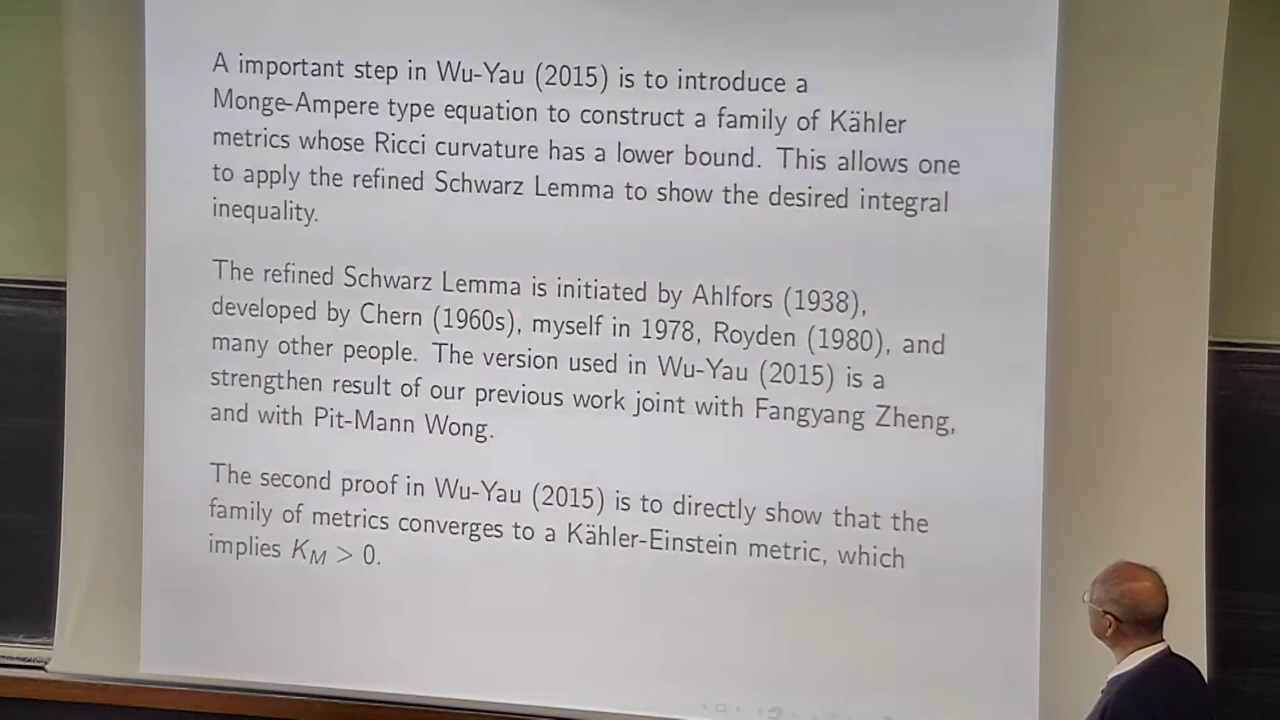 A important step in Wu-Yau (2015) is to introduce a
Monge-Ampere type equation to construct a family of Kähler
metrics whose Ricci curvature has a lower bound. This allows one
to apply the refined Schwarz Lemma to show the desired integral
inequality.
The refined Schwarz Lemma is initiated by Ahlfors (1938),
developed by Chern (1960s), myself in 1978, Royden (1980), and
many other people. The version used in Wu-Yau (2015) is a
strengthen result of our previous work joint with Fangyang Zheng,
and with Pit-Mann Wong.
The second proof in Wu-Yau (2015) is to directly show that the
family of metrics converges to a Kähler-Einstein metric, which
implies K_M > 0.